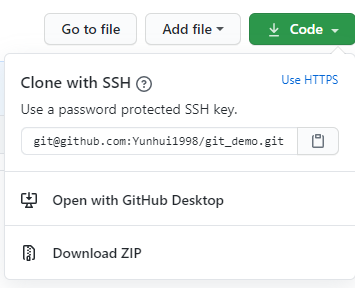 Go to file
Add file
Code
Clone with SSH
Use HTTPS
Use a password protected SSH key.
git@github.com:Yunhui1998/git_demo.git
Open with GitHub Desktop
Download ZIP